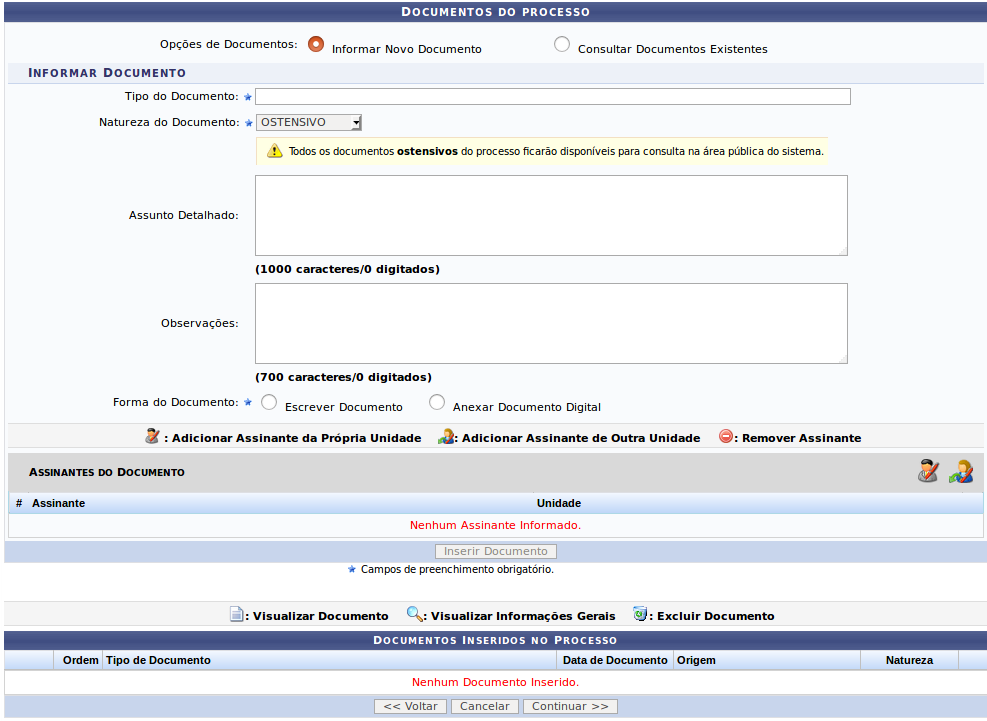 DOCUMENTOS DO PROCESSO
Opções de Documentos: Informar Novo Documento Consultar Documentos Existentes
INFORMAR DOCUMENTO
Tipo do Documento:
Natureza do Documento: OSTENSIVO
Todos os documentos ostensivos do processo ficarão disponíveis para consulta na área pública do sistema.
Assunto Detalhado:
(1000 caracteres/0 digitados)
Observações:
(700 caracteres/0 digitados)
Forma do Documento: Escrever Documento Anexar Documento Digital
: Adicionar Assinante da Própria Unidade : Adicionar Assinante de Outra Unidade : Remover Assinante
ASSINANTES DO DOCUMENTO
# Assinante Unidade
Nenhum Assinante Informado.
Inserir Documento
Campos de preenchimento obrigatório.
: Visualizar Documento : Visualizar Informações Gerais : Excluir Documento
DOCUMENTOS INSERIDOS NO PROCESSO
Ordem Tipo de Documento Data de Documento Origem Natureza
Nenhum Documento Inserido.
<< Voltar Cancelar Continuar >>